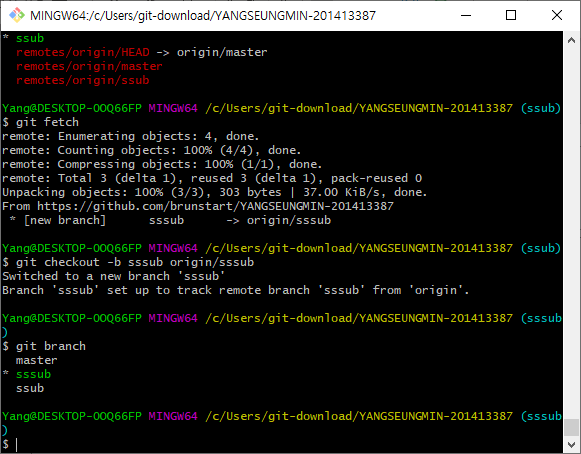 MINGW64:/c/Users/git-download/YANGSEUNGMIN-201413387
* ssub
  remotes/origin/HEAD -> origin/master
  remotes/origin/master
  remotes/origin/ssub

Yang@DESKTOP-OOQ66FP MINGW64 /c/Users/git-download/YANGSEUNGMIN-201413387 (ssub)
$ git fetch
remote: Enumerating objects: 4, done.
remote: Counting objects: 100% (4/4), done.
remote: Compressing objects: 100% (1/1), done.
remote: Total 3 (delta 1), reused 3 (delta 1), pack-reused 0
Unpacking objects: 100% (3/3), 303 bytes | 37.00 KiB/s, done.
From https://github.com/brunstart/YANGSEUNGMIN-201413387
 * [new branch]      sssub      -> origin/sssub

Yang@DESKTOP-OOQ66FP MINGW64 /c/Users/git-download/YANGSEUNGMIN-201413387 (ssub)
$ git checkout -b sssub origin/sssub
Switched to a new branch 'sssub'
Branch 'sssub' set up to track remote branch 'sssub' from 'origin'.

Yang@DESKTOP-OOQ66FP MINGW64 /c/Users/git-download/YANGSEUNGMIN-201413387 (sssub
)
$ git branch
  master
* sssub
  ssub

Yang@DESKTOP-OOQ66FP MINGW64 /c/Users/git-download/YANGSEUNGMIN-201413387 (sssub
)
$